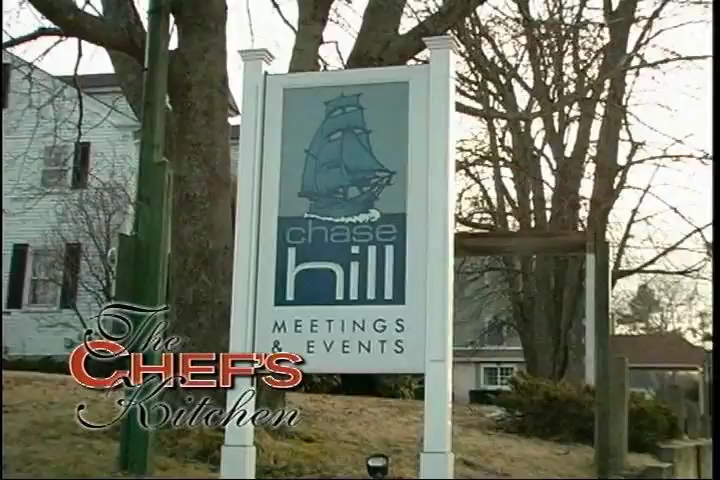 chase
hill
MEETINGS
& EVENTS
The
CHEF'S
Kitchen